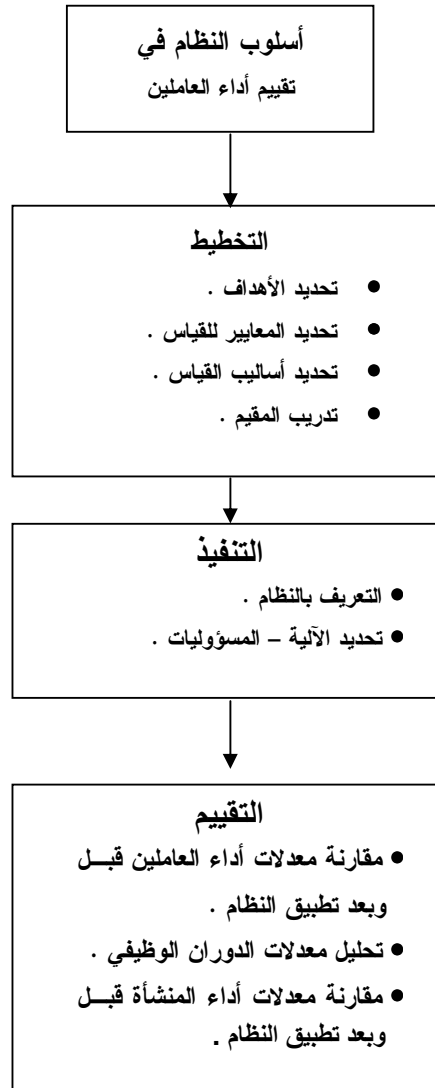 أسلوب النظام في
تقييم أداء العاملين
التخطيط
● تحديد الأهداف .
● تحديد المعايير للقياس .
● تحديد أساليب القياس .
● تدريب المقيم .
التنفيذ
● التعريف بالنظام .
● تحديد الآلية – المسؤوليات .
التقييم
● مقارنة معدلات أداء العاملين قبـــل
وبعد تطبيق النظام .
● تحليل معدلات الدوران الوظيفي .
● مقارنة معدلات أداء المنشأة قبـــل
وبعد تطبيق النظام .